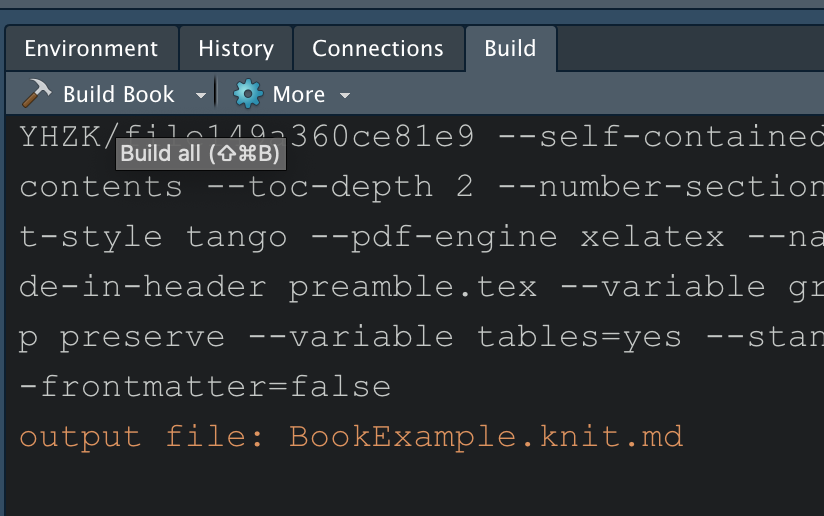 Environment History Connections Build
Build Book More
YHZK/file149a360ce81e9 --self-contained
Build all (⇧⌘B)
contents --toc-depth 2 --number-section
t-style tango --pdf-engine xelatex --na
de-in-header preamble.tex --variable gr
p preserve --variable tables=yes --stan
-frontmatter=false
output file: BookExample.knit.md